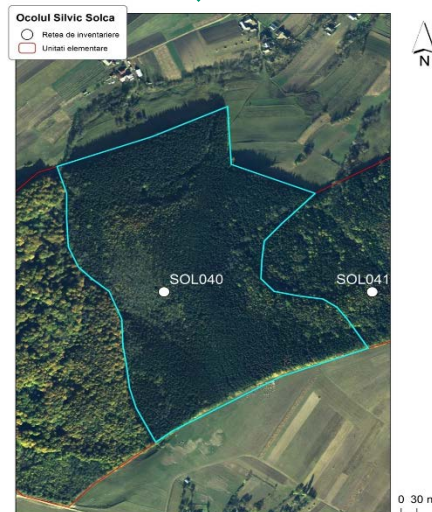 Ocolul Silvic Solca
Retea de inventariere
Unitati elementare
N
SOL040
SOL041
0 30 m